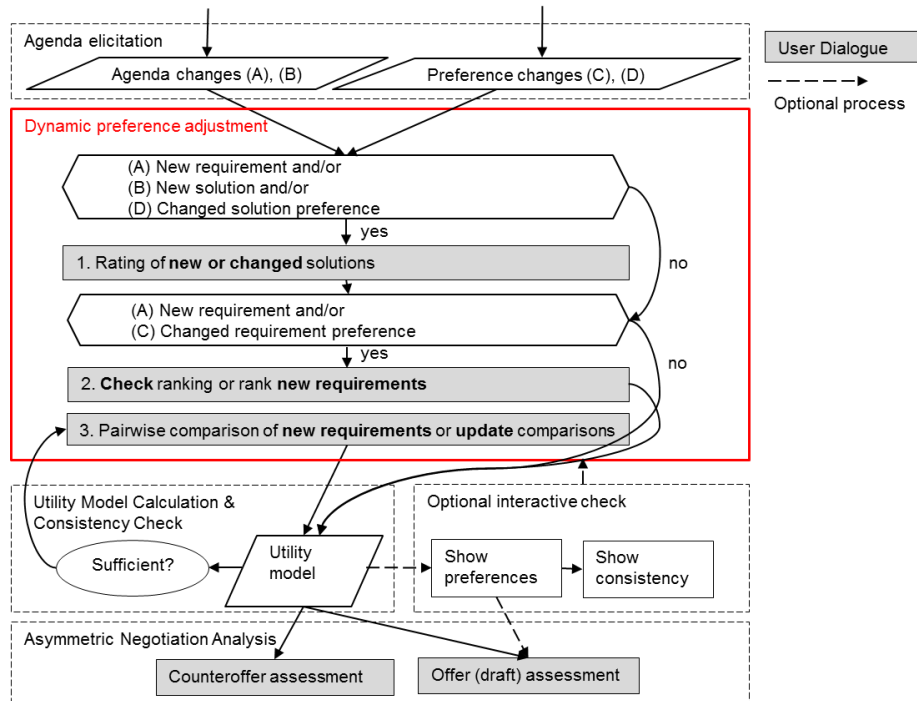 Agenda elicitation
Agenda changes (A), (B)
Preference changes (C), (D)
User Dialogue
Optional process
Dynamic preference adjustment
(A) New requirement and/or
(B) New solution and/or
(D) Changed solution preference
yes
no
1. Rating of new or changed solutions
(A) New requirement and/or
(C) Changed requirement preference
yes
no
2. Check ranking or rank new requirements
3. Pairwise comparison of new requirements or update comparisons
Utility Model Calculation &
Consistency Check
Sufficient?
Utility
model
Optional interactive check
Show
preferences
Show
consistency
Asymmetric Negotiation Analysis
Counteroffer assessment
Offer (draft) assessment